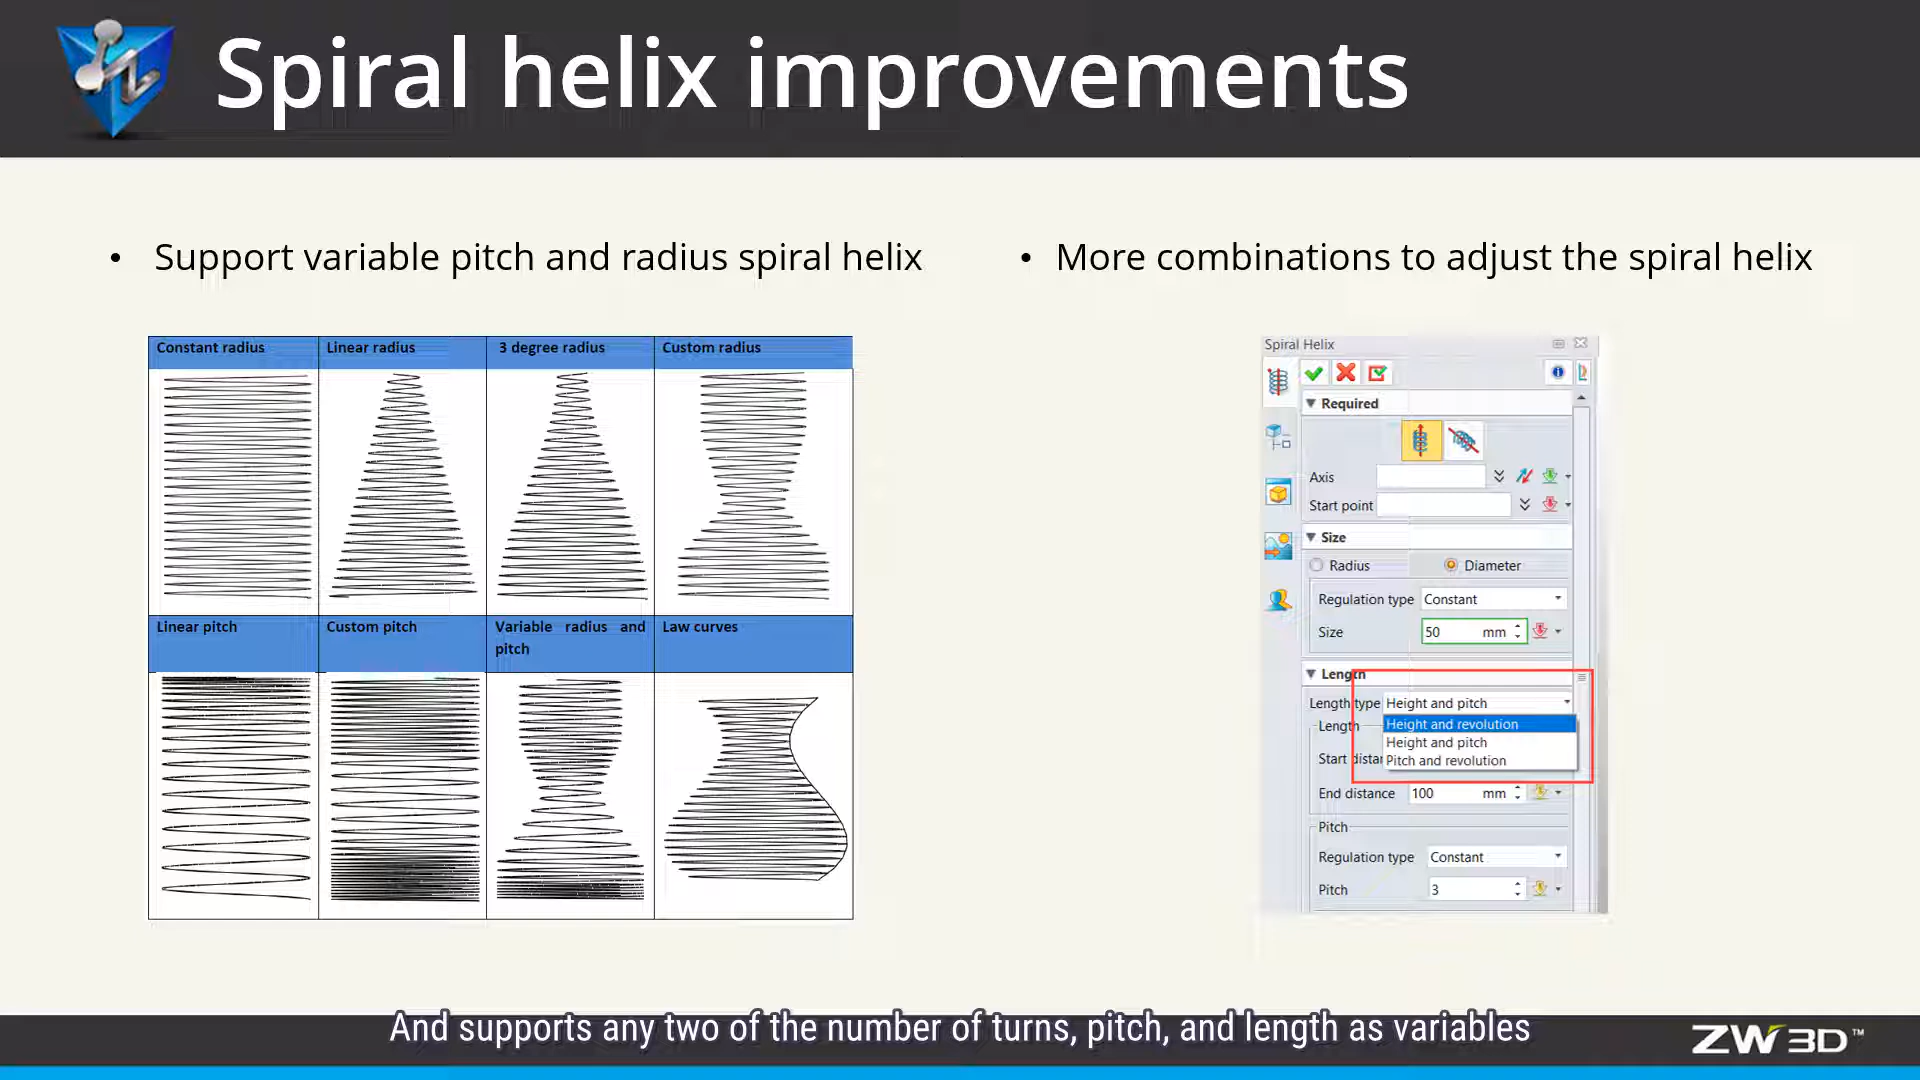 Spiral helix improvements
• Support variable pitch and radius spiral helix
Constant radius
Linear radius
3 degree radius
Custom radius
Linear pitch
Custom pitch
Variable radius and
pitch
Law curves
• More combinations to adjust the spiral helix
Spiral Helix
Required
Axis
Start point
Size
Radius
Diameter
Regulation type Constant
Size 50 mm
Length
Length type Height and pitch
Length
Height and revolution
Height and pitch
Start distan Pitch and revolution
End distance 100 mm
Pitch
Regulation type Constant
Pitch 3
And supports any two of the number of turns, pitch, and length as variables
ZW3D™